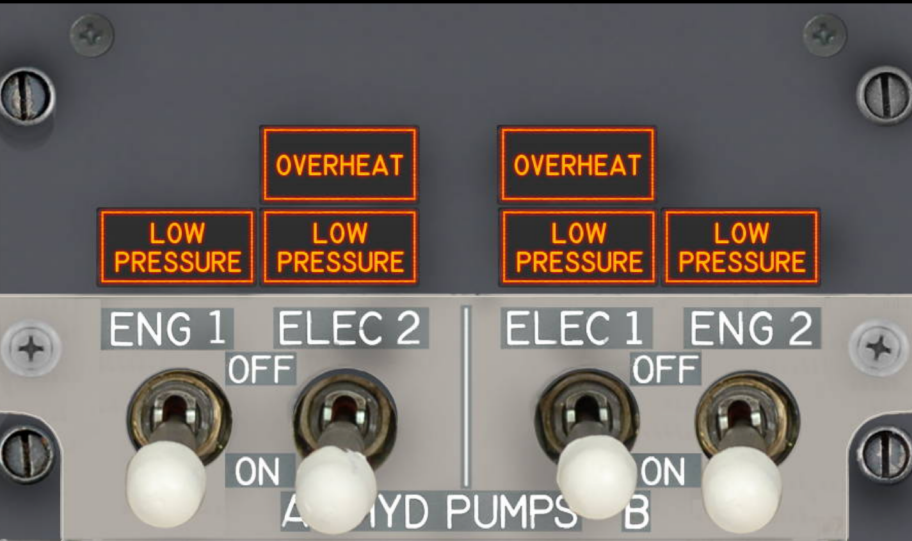 OVERHEAT OVERHEAT
LOW PRESSURE LOW PRESSURE LOW PRESSURE LOW PRESSURE
ENG 1 ELEC 2 ELEC 1 ENG 2
OFF OFF
ON ON
A HYD PUMPS B